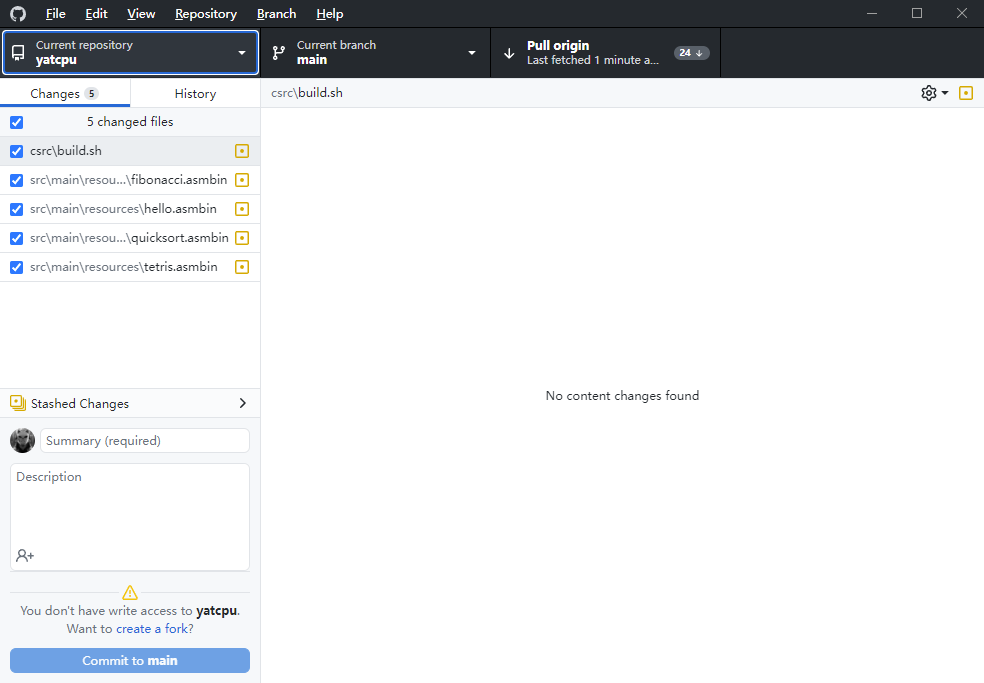 File Edit View Repository Branch Help
Current repository
yatcpu
Current branch
main
Pull origin
Last fetched 1 minute a...
24
Changes 5
History
csrc\build.sh
5 changed files
csrc\build.sh
src\main\resou...\fibonacci.asmbin
src\main\resources\hello.asmbin
src\main\resou...\quicksort.asmbin
src\main\resources\tetris.asmbin
No content changes found
Stashed Changes
Summary (required)
Description
You don't have write access to yatcpu.
Want to create a fork?
Commit to main